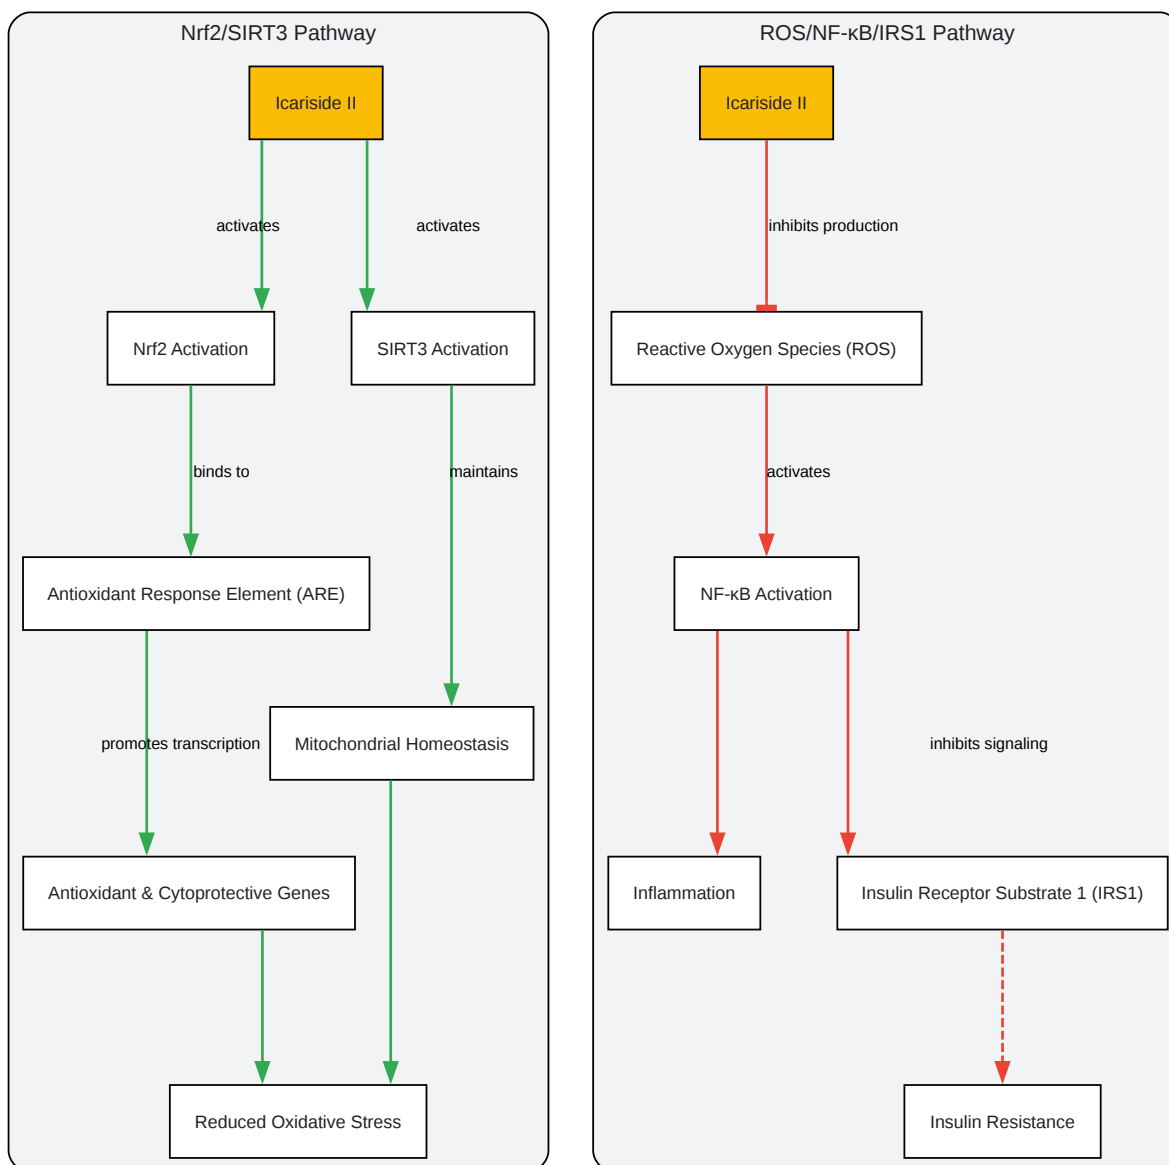 Nrf2/SIRT3 Pathway
Icariside II
activates
activates
Nrf2 Activation
SIRT3 Activation
binds to
maintains
Antioxidant Response Element (ARE)
promotes transcription
Mitochondrial Homeostasis
Antioxidant & Cytoprotective Genes
Reduced Oxidative Stress
ROS/NF-κB/IRS1 Pathway
Icariside II
inhibits production
Reactive Oxygen Species (ROS)
activates
NF-κB Activation
inhibits signaling
Inflammation
Insulin Receptor Substrate 1 (IRS1)
Insulin Resistance